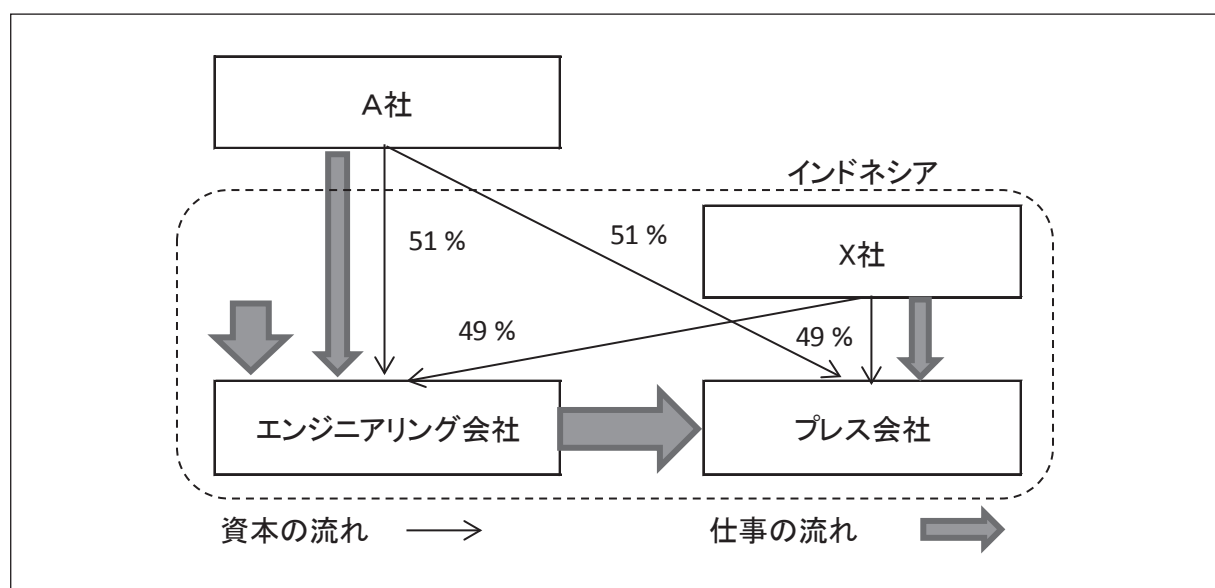 A社
インドネシア
X社
51 %
51 %
49 %
49 %
エンジニアリング会社
プレス会社
資本の流れ
仕事の流れ